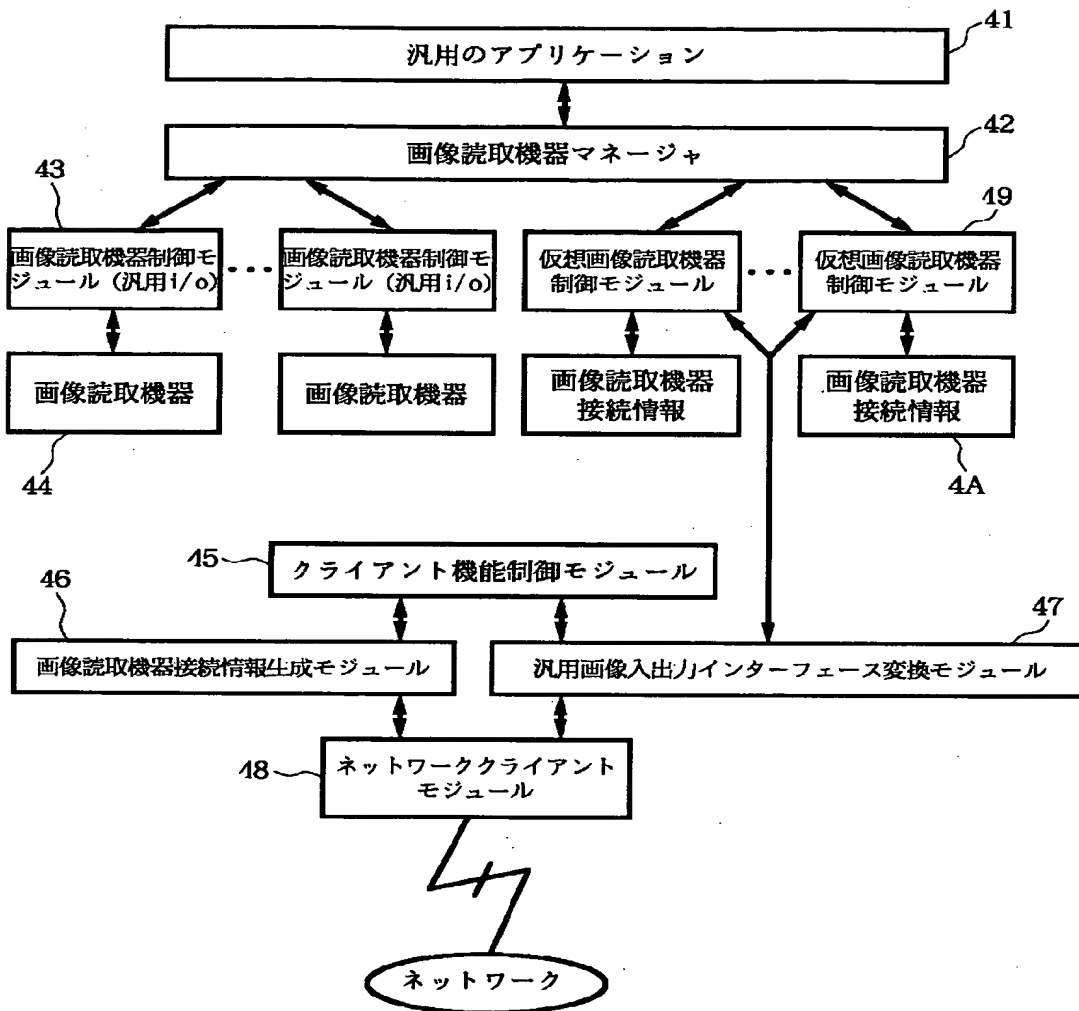 41
汎用のアプリケーション
42
画像読取機器マネージャ
43
49
画像読取機器制御モ
ジュール (汎用i/o)
画像読取機器制御モ
ジュール (汎用i/o)
仮想画像読取機器
制御モジュール
仮想画像読取機器
制御モジュール
画像読取機器
画像読取機器
画像読取機器
接続情報
画像読取機器
接続情報
44
4A
45
クライアント機能制御モジュール
46
47
画像読取機器接続情報生成モジュール
汎用画像入出力インターフェース変換モジュール
48
ネットワーククライアント
モジュール
ネットワーク